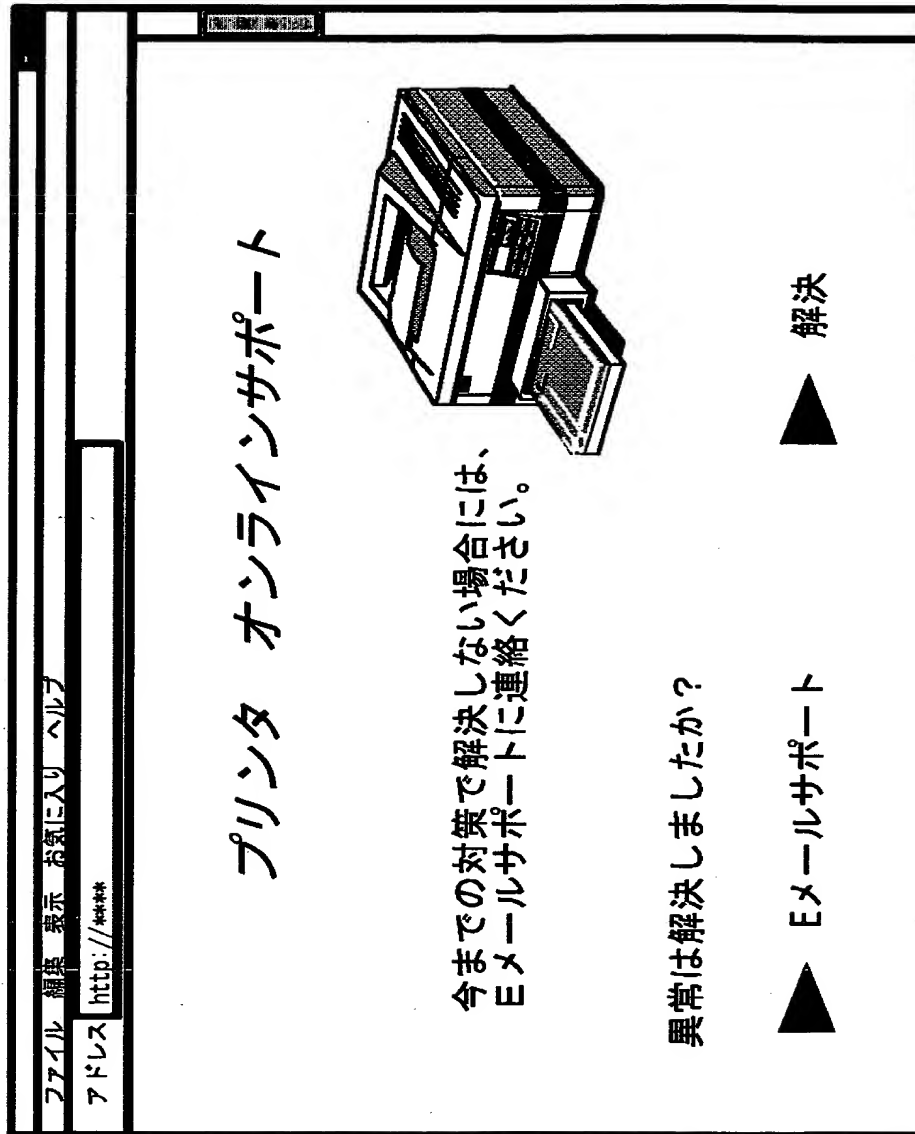 ファイル 編集 表示 お気に入り ヘルプ
アドレス http://****
プリンタ オンラインサポート
今までの対策で解決しない場合には、
Eメールサポートに連絡ください。
異常は解決しましたか?
Eメールサポート
解決